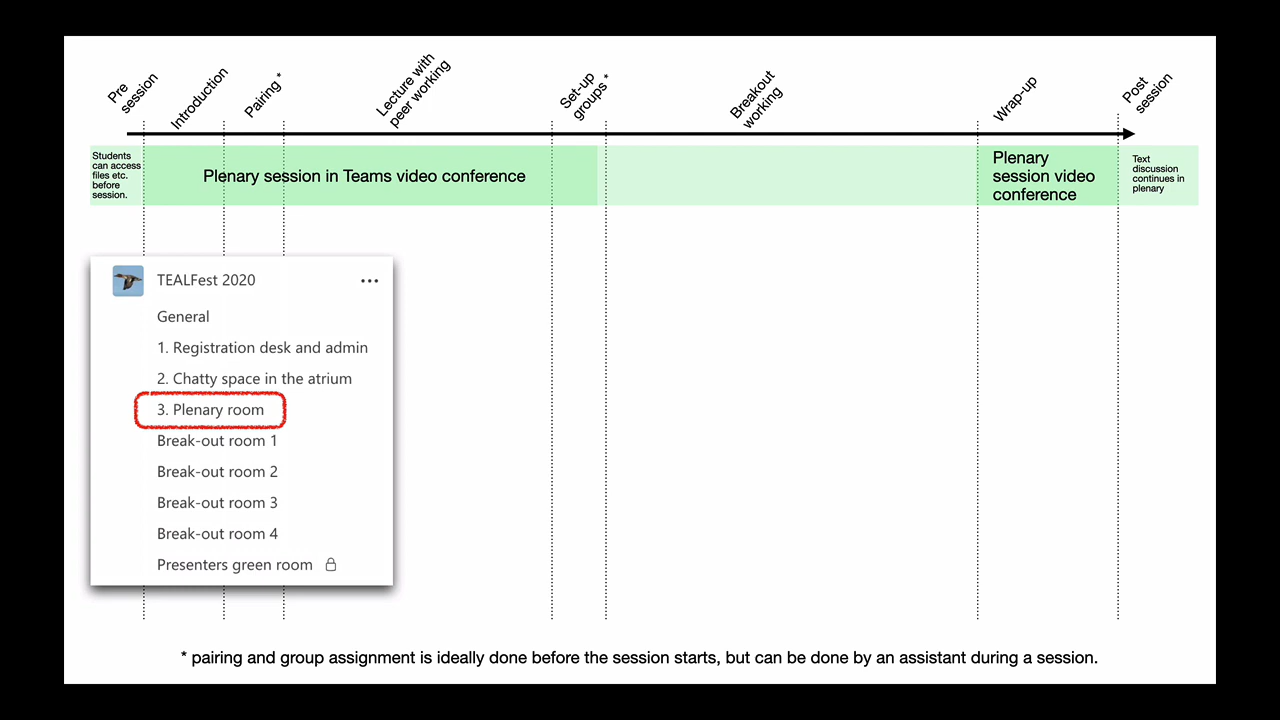 Pre
session
Introduction
Pairing *
Lecture with
peer working
Set-up
groups *
Breakout
working
Wrap-up
Post
session
Students
can access
files etc.
before
session.
Plenary session in Teams video conference
Plenary
session video
conference
Text
discussion
continues in
plenary
TEALFest 2020
General
1. Registration desk and admin
2. Chatty space in the atrium
3. Plenary room
Break-out room 1
Break-out room 2
Break-out room 3
Break-out room 4
Presenters green room
* pairing and group assignment is ideally done before the session starts, but can be done by an assistant during a session.